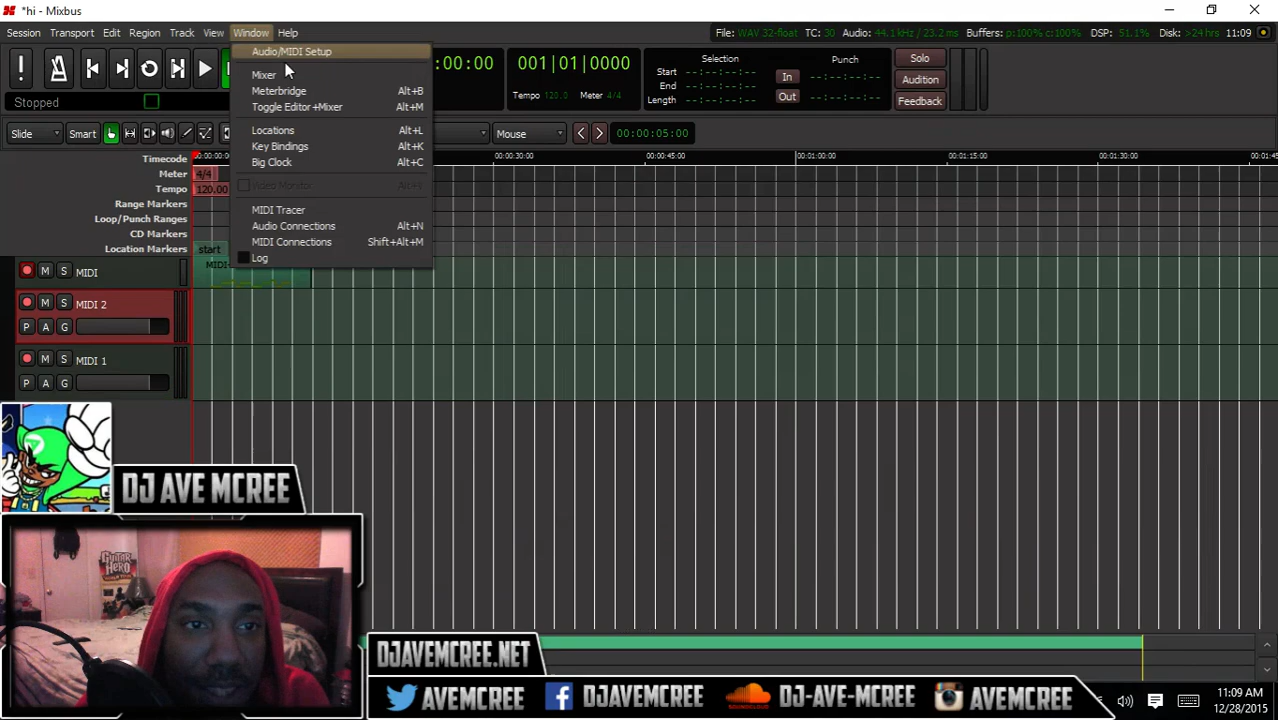 *hi - Mixbus
Session Transport Edit Region Track View Window Help
File: WAV 32-float TC: 30 Audio: 44.1 kHz / 23.2 ms Buffers: p:100% c:100% DSP: 51.1% Disk: >24 hrs 11:09
Audio/MIDI Setup
Mixer
Meterbridge Alt+B
Toggle Editor+Mixer Alt+M
Locations Alt+L
Key Bindings Alt+K
Big Clock Alt+C
Video Monitor
MIDI Tracer
Audio Connections Alt+N
MIDI Connections Shift+Alt+M
Log
:00:00
001|01|0000
Tempo 120.0 Meter 4/4
Selection
Start --:--:--:--
End --:--:--:--
Length --:--:--:--
Punch
In --:--:--:--
Out --:--:--:--
Solo
Audition
Feedback
Stopped
Slide Smart Mouse 00:00:05:00
Timecode 00:00:30:00 00:00:45:00 00:01:00:00 00:01:15:00 00:01:30:00
Meter 4/4
Tempo 120.00
Range Markers
Loop/Punch Ranges
CD Markers
Location Markers start
M S MIDI
M S MIDI 2
P A G
M S MIDI 1
P A G
DJ AVE MCREE
GUITAR HERO
DJAVEMCREE.NET
AVEMCREE DJAVEMCREE SOUNDCLOUD DJ-AVE-MCREE AVEMCREE
11:09 AM
12/28/2015